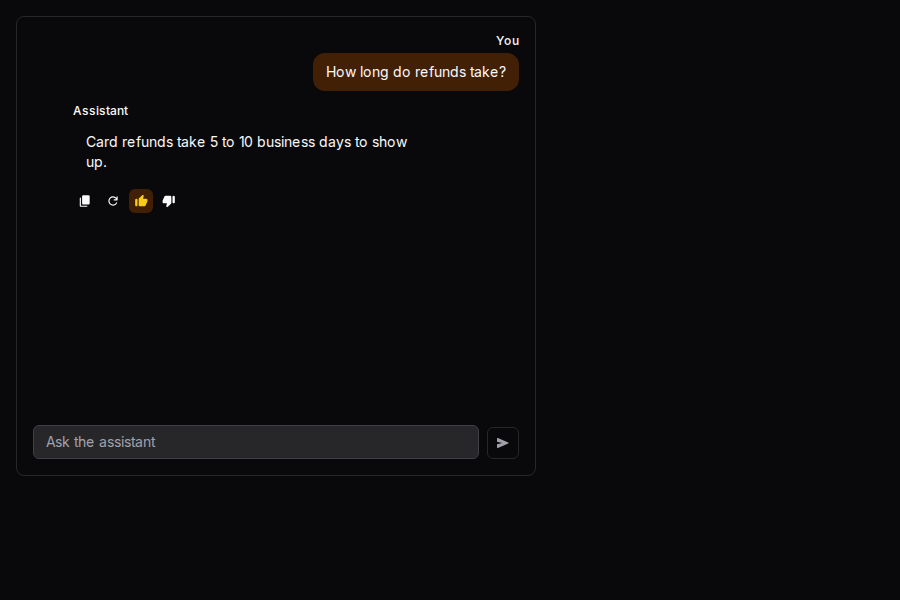 You
How long do refunds take?
Assistant
Card refunds take 5 to 10 business days to show
up.
Ask the assistant